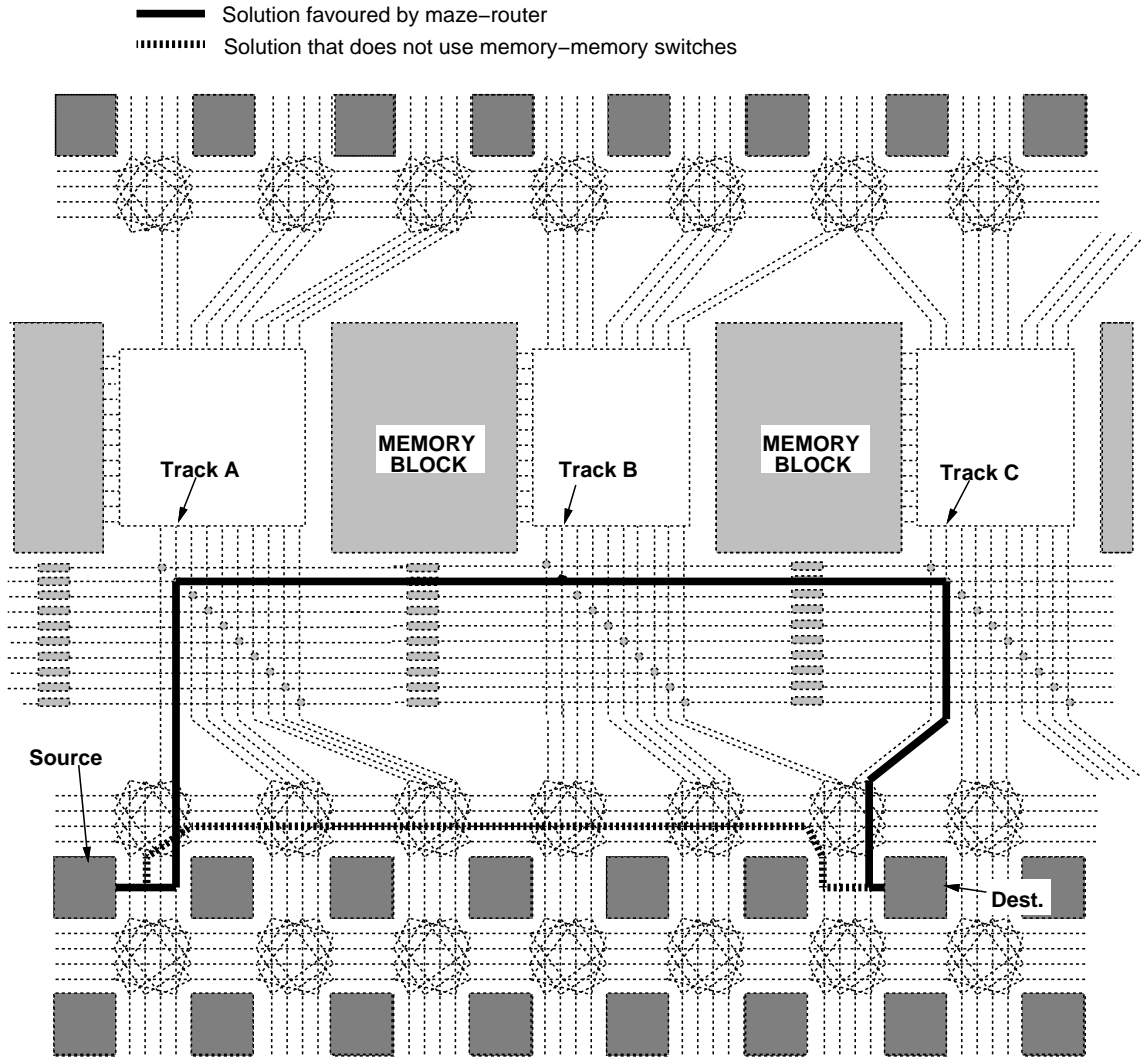 Solution favoured by maze−router
Solution that does not use memory−memory switches
MEMORY
BLOCK
MEMORY
BLOCK
Track A
Track B
Track C
Source
Dest.